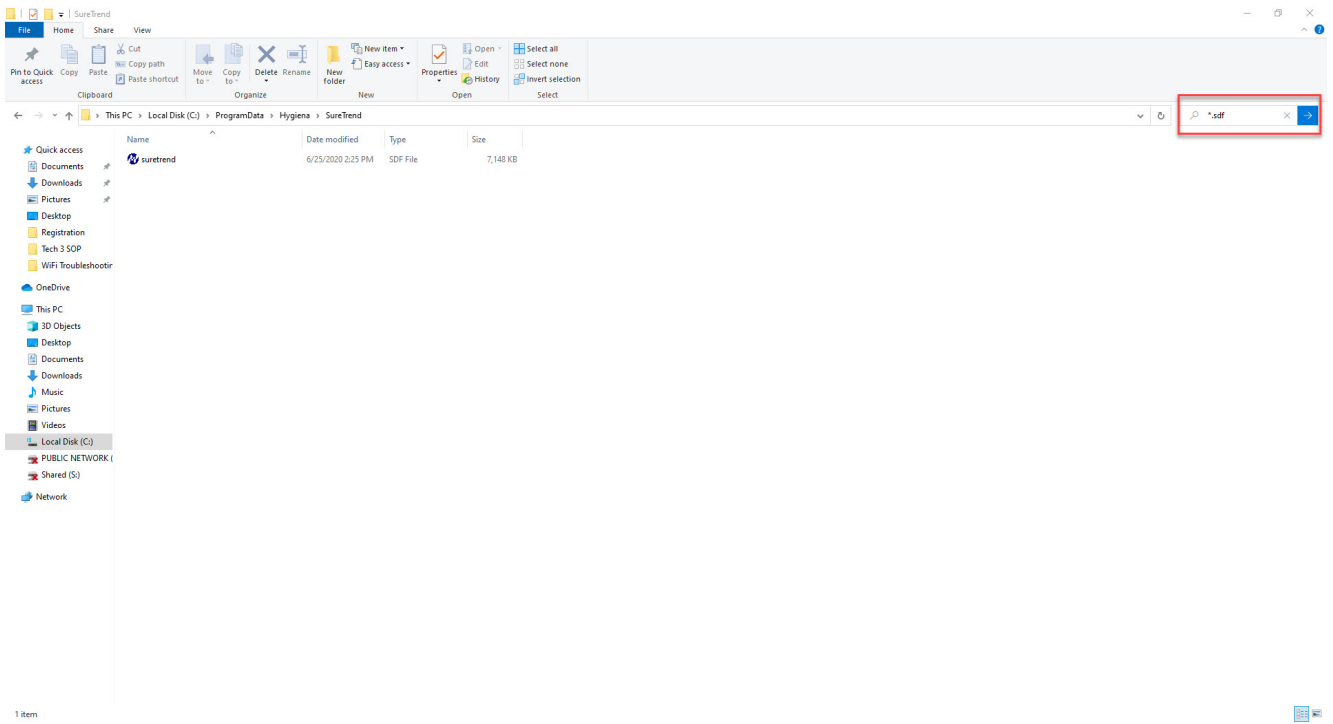 SureTrend
File Home Share View
Pin to Quick access
Copy
Paste
Cut
Copy path
Paste shortcut
Move to
Copy to
Delete
Rename
New folder
New item
Easy access
Properties
Open
Edit
History
Select all
Select none
Invert selection
Clipboard Organize New Open Select
This PC > Local Disk (C:) > ProgramData > Hygiena > SureTrend
*.sdf
Name Date modified Type Size
suretrend 6/25/2020 2:25 PM SDF File 7,148 KB
Quick access
Documents
Downloads
Pictures
Desktop
Registration
Tech 3 SOP
WiFi Troubleshootin
OneDrive
This PC
3D Objects
Desktop
Documents
Downloads
Music
Pictures
Videos
Local Disk (C:)
PUBLIC NETWORK (
Shared (S:)
Network
1 item